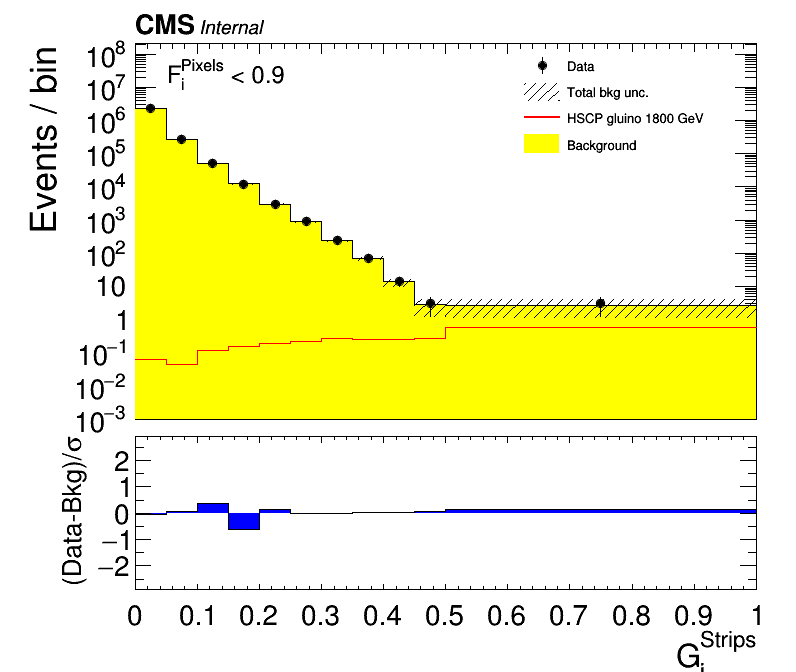 CMS Internal
F_i^Pixels < 0.9
Data
Total bkg unc.
HSCP gluino 1800 GeV
Background
Events / bin
10^8
10^7
10^6
10^5
10^4
10^3
10^2
10
1
10^−1
10^−2
10^−3
(Data-Bkg)/σ
2
1
0
−1
−2
0 0.1 0.2 0.3 0.4 0.5 0.6 0.7 0.8 0.9 1
G_i^Strips